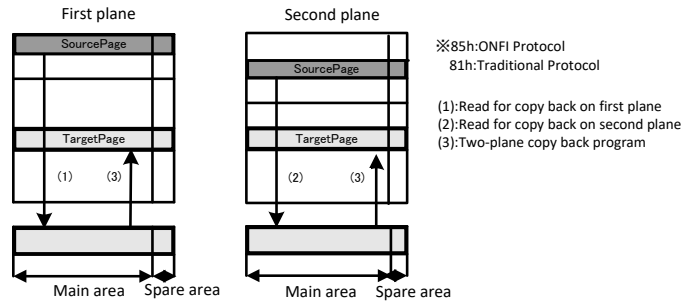 First plane
SourcePage
TargetPage
(1)
(3)
Main area
Spare area
Second plane
SourcePage
TargetPage
(2)
(3)
Main area
Spare area
※85h:ONFI Protocol
81h:Traditional Protocol
(1):Read for copy back on first plane
(2):Read for copy back on second plane
(3):Two-plane copy back program